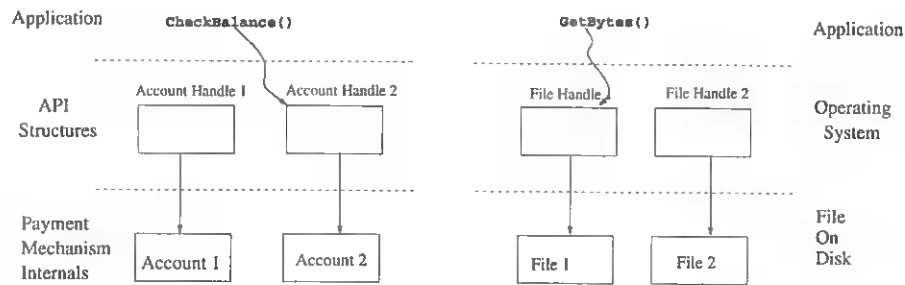 Application
CheckBalance()
GetBytes()
Application
Account Handle 1
Account Handle 2
File Handle
File Handle 2
API
Structures
Operating
System
Payment
Mechanism
Internals
Account 1
Account 2
File 1
File 2
File
On
Disk